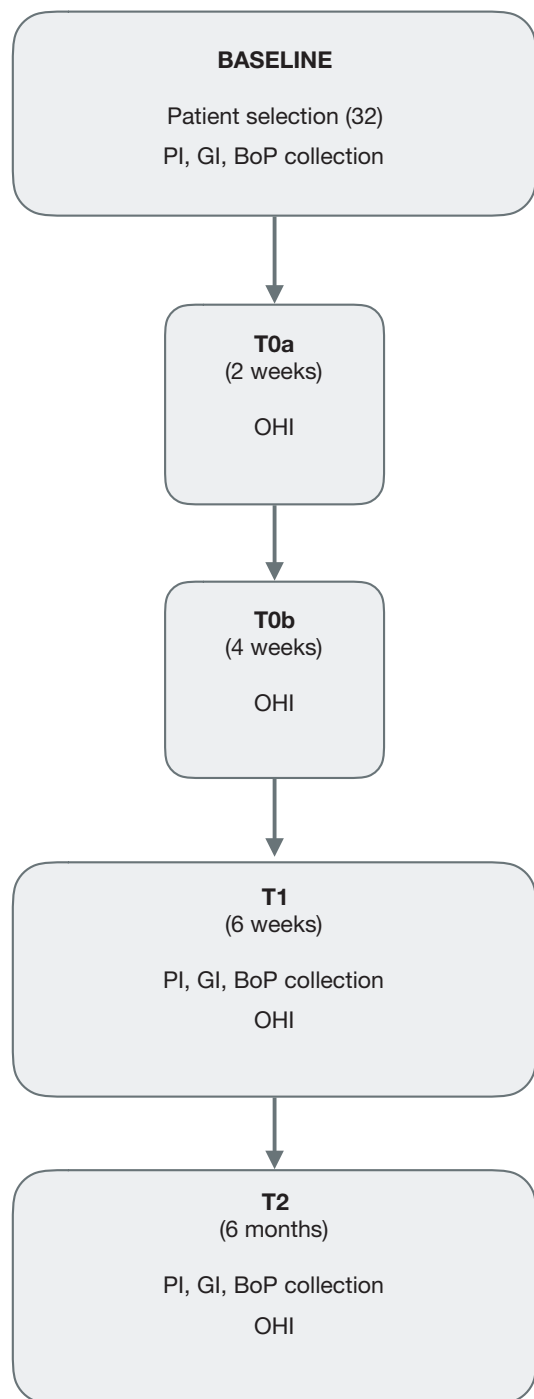 BASELINE
Patient selection (32)
PI, GI, BoP collection
T0a
(2 weeks)
OHI
T0b
(4 weeks)
OHI
T1
(6 weeks)
PI, GI, BoP collection
OHI
T2
(6 months)
PI, GI, BoP collection
OHI